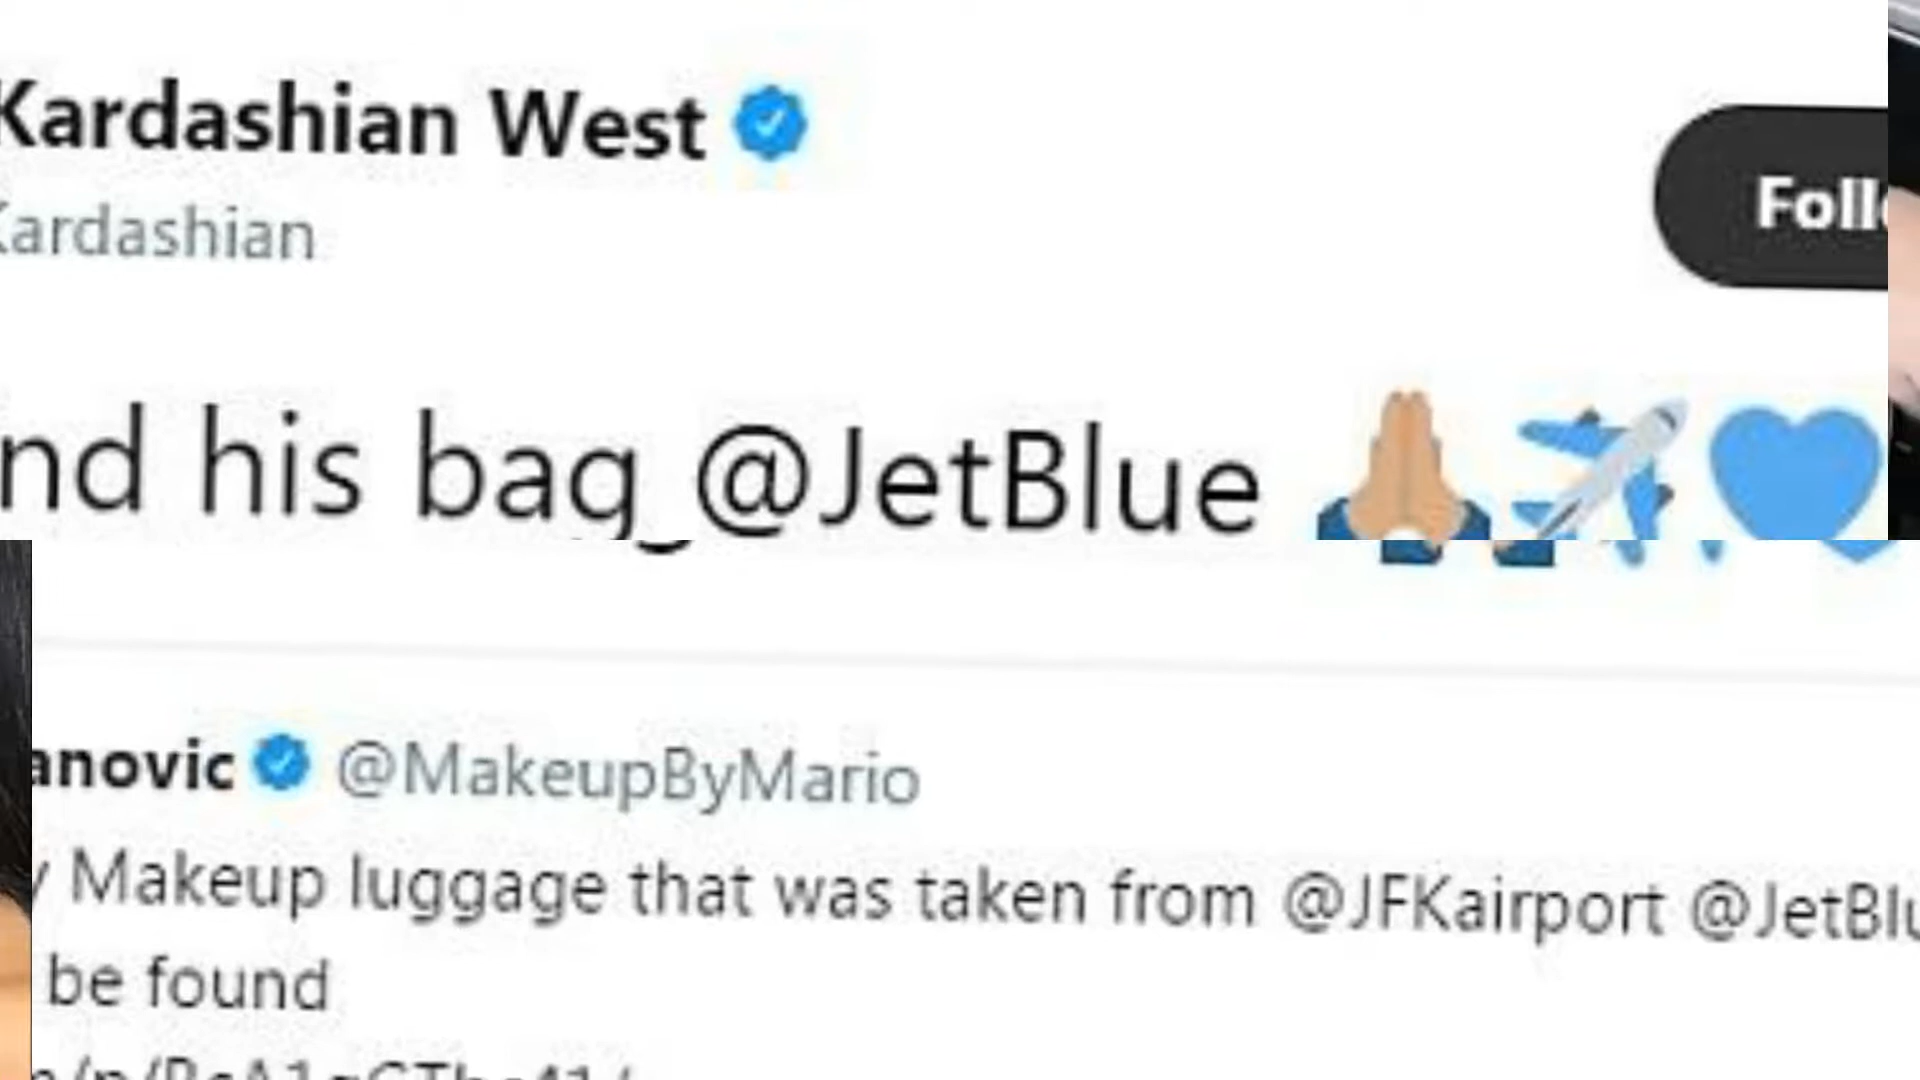 Kardashian West
Kardashian
Foll
nd his bag @JetBlue 🙏🏼✈️💙
anovic @MakeupByMario
Makeup luggage that was taken from @JFKairport @JetBlu
be found